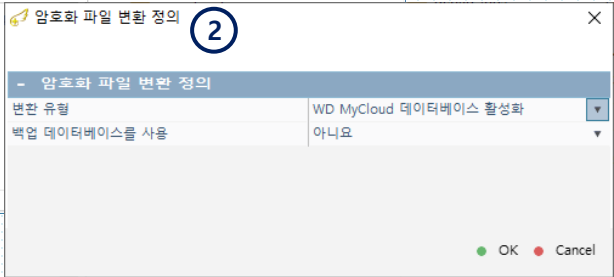 암호화 파일 변환 정의
2
- 암호화 파일 변환 정의
변환 유형 WD MyCloud 데이터베이스 활성화
백업 데이터베이스를 사용 아니요
OK Cancel